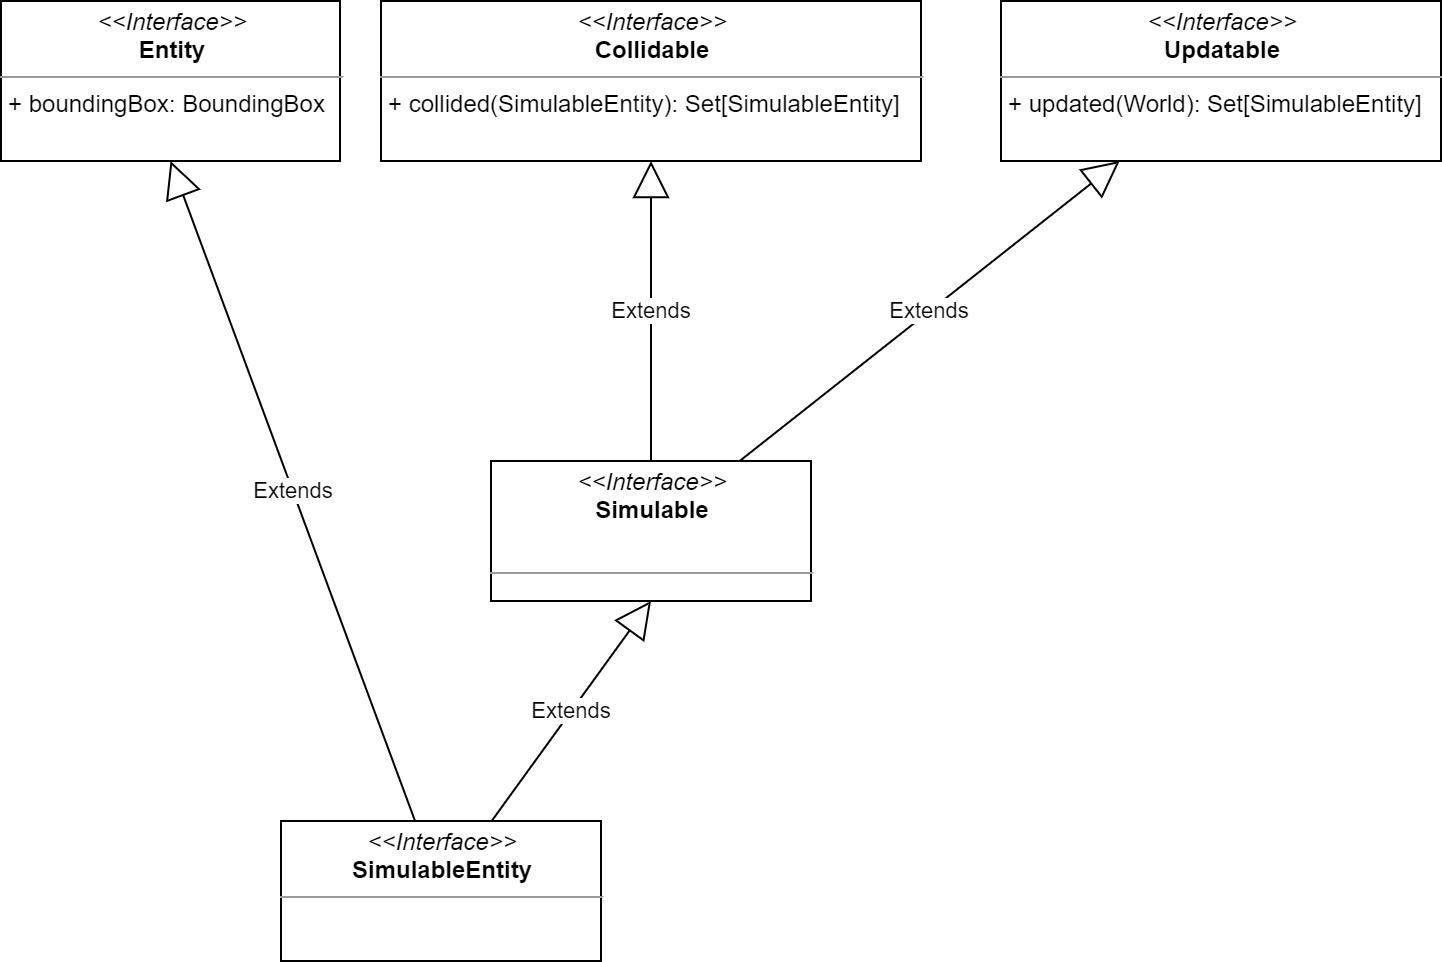 <<Interface>>
Entity
+ boundingBox: BoundingBox
<<Interface>>
Collidable
+ collided(SimulableEntity): Set[SimulableEntity]
<<Interface>>
Updatable
+ updated(World): Set[SimulableEntity]
Extends
Extends
Extends
<<Interface>>
Simulable
Extends
<<Interface>>
SimulableEntity